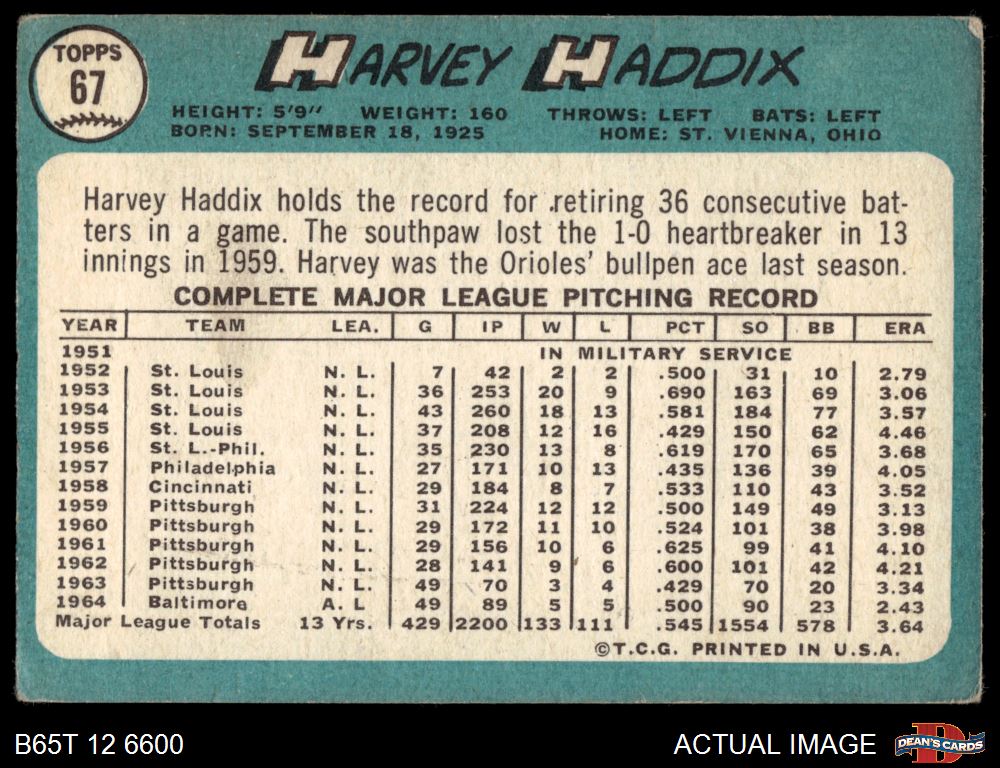 TOPPS
67
HARVEY HADDIX
HEIGHT: 5'9" WEIGHT: 160 THROWS: LEFT BATS: LEFT
BORN: SEPTEMBER 18, 1925 HOME: ST. VIENNA, OHIO
Harvey Haddix holds the record for retiring 36 consecutive bat-
ters in a game. The southpaw lost the 1-0 heartbreaker in 13
innings in 1959. Harvey was the Orioles' bullpen ace last season.
COMPLETE MAJOR LEAGUE PITCHING RECORD
YEAR TEAM LEA. G IP W L PCT SO BB ERA
1951 IN MILITARY SERVICE
1952 St. Louis N. L. 7 42 2 2 .500 31 10 2.79
1953 St. Louis N. L. 36 253 20 9 .690 163 69 3.06
1954 St. Louis N. L. 43 260 18 13 .581 184 77 3.57
1955 St. Louis N. L. 37 208 12 16 .429 150 62 4.46
1956 St. L.-Phil. N. L. 35 230 13 8 .619 170 65 3.68
1957 Philadelphia N. L. 27 171 10 13 .435 136 39 4.05
1958 Cincinnati N. L. 29 184 8 7 .533 110 43 3.52
1959 Pittsburgh N. L. 31 224 12 12 .500 149 49 3.13
1960 Pittsburgh N. L. 29 172 11 10 .524 101 38 3.98
1961 Pittsburgh N. L. 29 156 10 6 .625 99 41 4.10
1962 Pittsburgh N. L. 28 141 9 6 .600 101 42 4.21
1963 Pittsburgh N. L. 49 70 3 4 .429 70 20 3.34
1964 Baltimore A. L 49 89 5 5 .500 90 23 2.43
Major League Totals 13 Yrs. 429 2200 133 111 .545 1554 578 3.64
©T.C.G. PRINTED IN U.S.A.
B65T 12 6600
ACTUAL IMAGE
DEAN'S CARDS